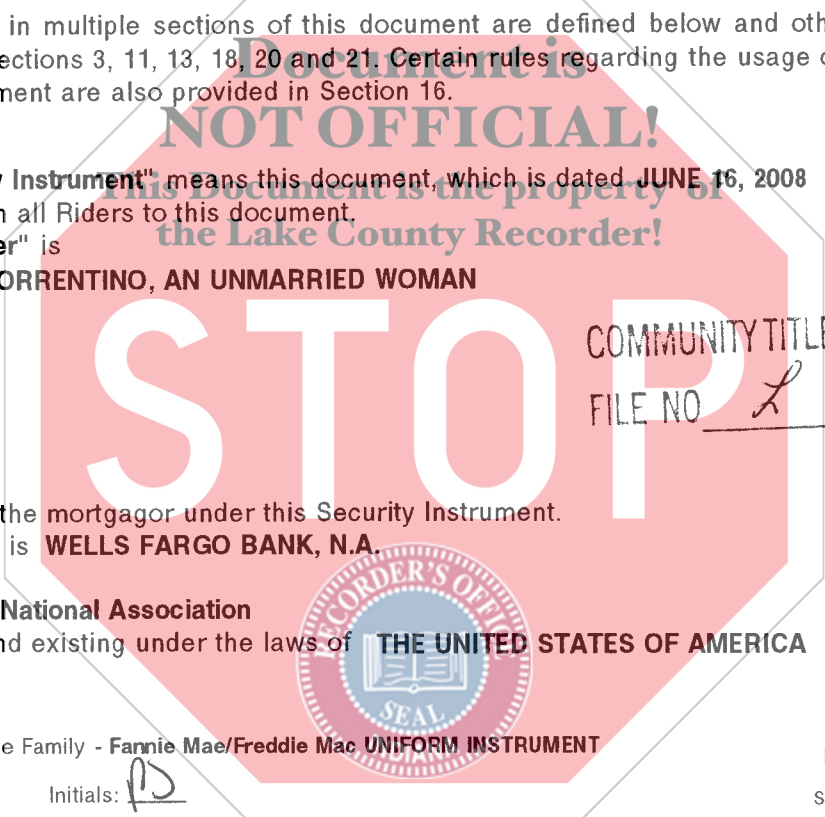 in multiple sections of this document are defined below and oth
ections 3, 11, 13, 18, 20 and 21. Certain rules regarding the usage o
ment are also provided in Section 16.
Document is
NOT OFFICIAL!
This Document is the property of
the Lake County Recorder!
y Instrument" means this document, which is dated JUNE 16, 2008
h all Riders to this document.
er" is
ORRENTINO, AN UNMARRIED WOMAN
COMMUNITY TITLE
FILE NO L
STOP
the mortgagor under this Security Instrument.
is WELLS FARGO BANK, N.A.
National Association
nd existing under the laws of THE UNITED STATES OF AMERICA
RECORDER'S OFFIC
SEAL
INDIANA
e Family - Fannie Mae/Freddie Mac UNIFORM INSTRUMENT
Initials: